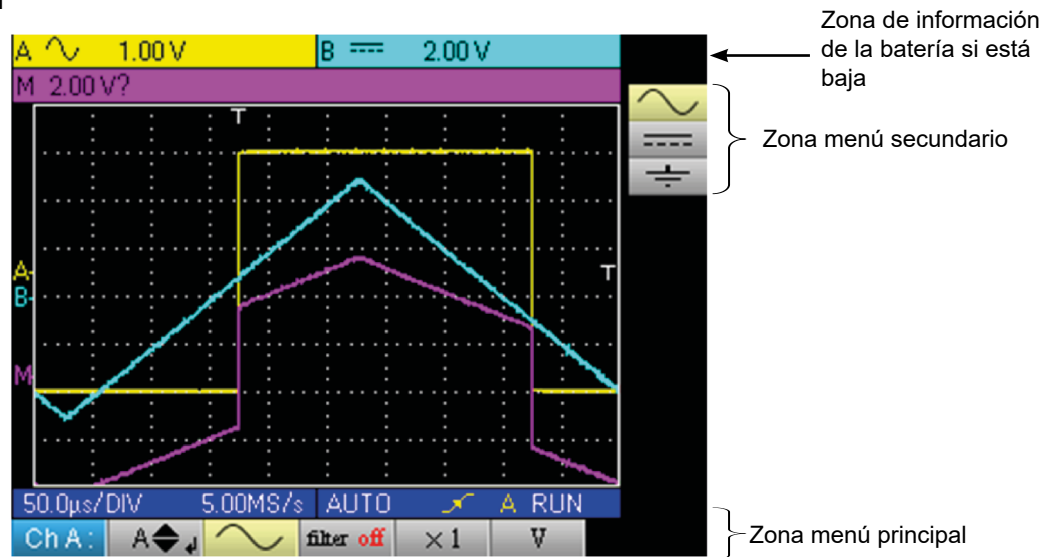 Zona de información
de la batería si está
baja
A 1.00 V B 2.00 V
M 2.00 V?
T
Zona menú secundario
A
T
B
M
50.0µs/DIV 5.00MS/s AUTO A RUN
Ch A: A filter off ×1 V
Zona menú principal